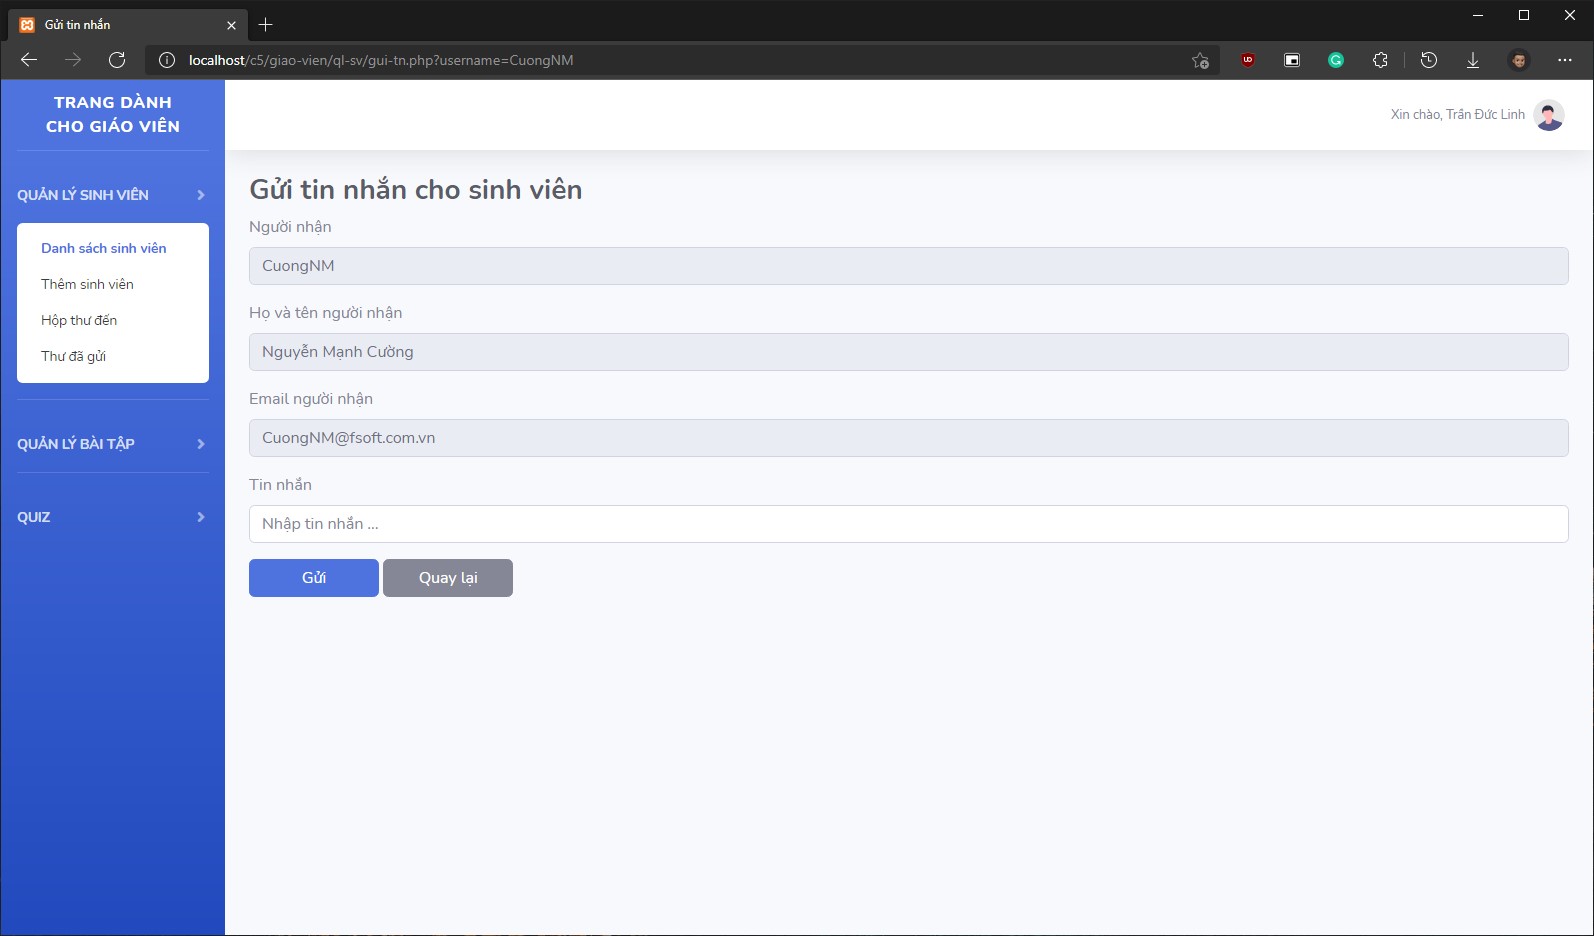 Gửi tin nhắn
localhost/c5/giao-vien/ql-sv/gui-tn.php?username=CuongNM
TRANG DÀNH
CHO GIÁO VIÊN
Xin chào, Trần Đức Linh
QUẢN LÝ SINH VIÊN
Danh sách sinh viên
Thêm sinh viên
Hộp thư đến
Thư đã gửi
QUẢN LÝ BÀI TẬP
QUIZ
Gửi tin nhắn cho sinh viên
Người nhận
CuongNM
Họ và tên người nhận
Nguyễn Mạnh Cường
Email người nhận
CuongNM@fsoft.com.vn
Tin nhắn
Nhập tin nhắn ...
Gửi
Quay lại